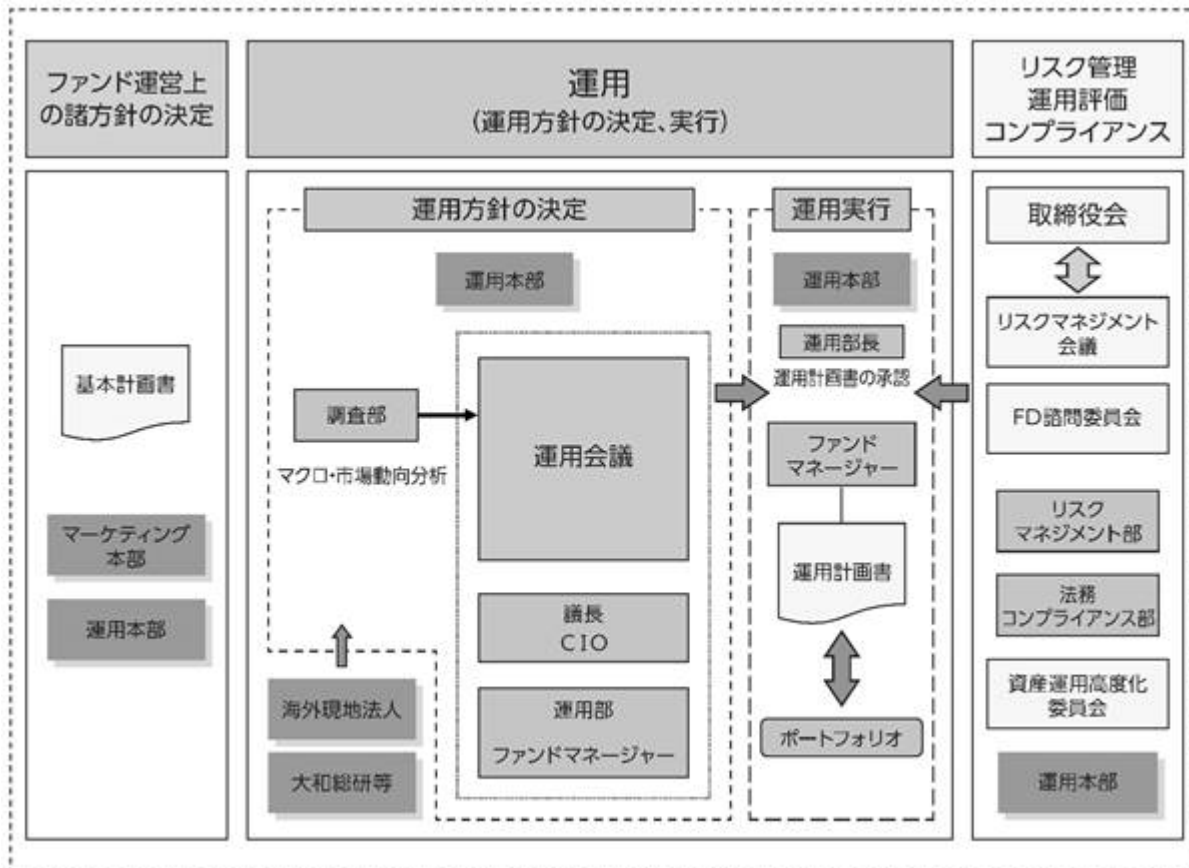 ファンド運営上
の諸方針の決定
運用
(運用方針の決定、実行)
リスク管理
運用評価
コンプライアンス
基本計画書
マーケティング
本部
運用本部
運用方針の決定
運用本部
調査部
マクロ・市場動向分析
運用会議
議長
CIO
運用部
ファンドマネージャー
海外現地法人
大和総研等
運用実行
運用本部
運用部長
運用計画書の承認
ファンド
マネージャー
運用計画書
ポートフォリオ
取締役会
リスクマネジメント
会議
FD諮問委員会
リスク
マネジメント部
法務
コンプライアンス部
資産運用高度化
委員会
運用本部